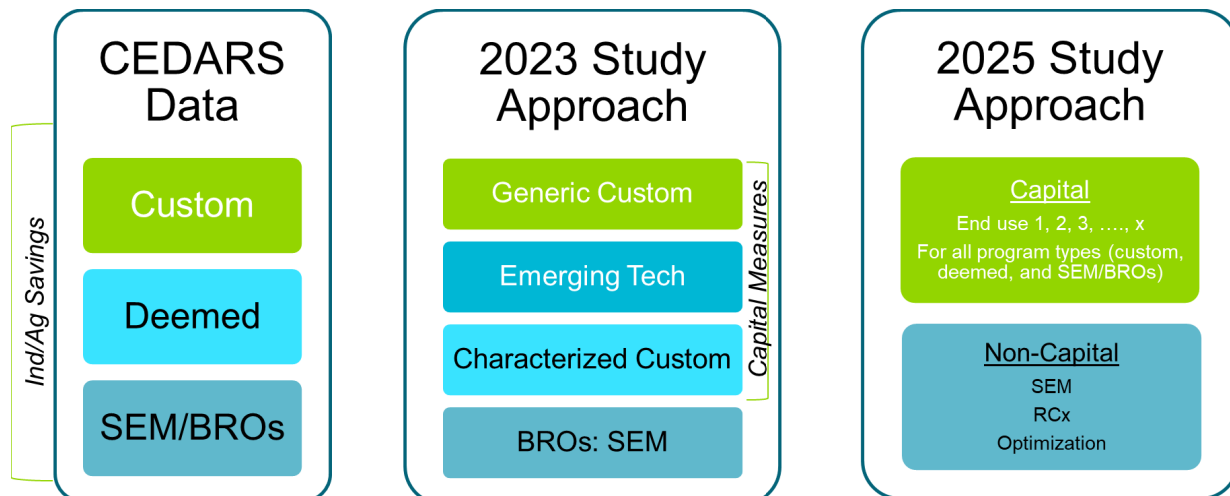 CEDARS
Data
Ind/Ag Savings
Custom
Deemed
SEM/BROs
2023 Study
Approach
Generic Custom
Emerging Tech
Characterized Custom
BROs: SEM
Capital Measures
2025 Study
Approach
Capital
End use 1, 2, 3, …., x
For all program types (custom,
deemed, and SEM/BROs)
Non-Capital
SEM
RCx
Optimization